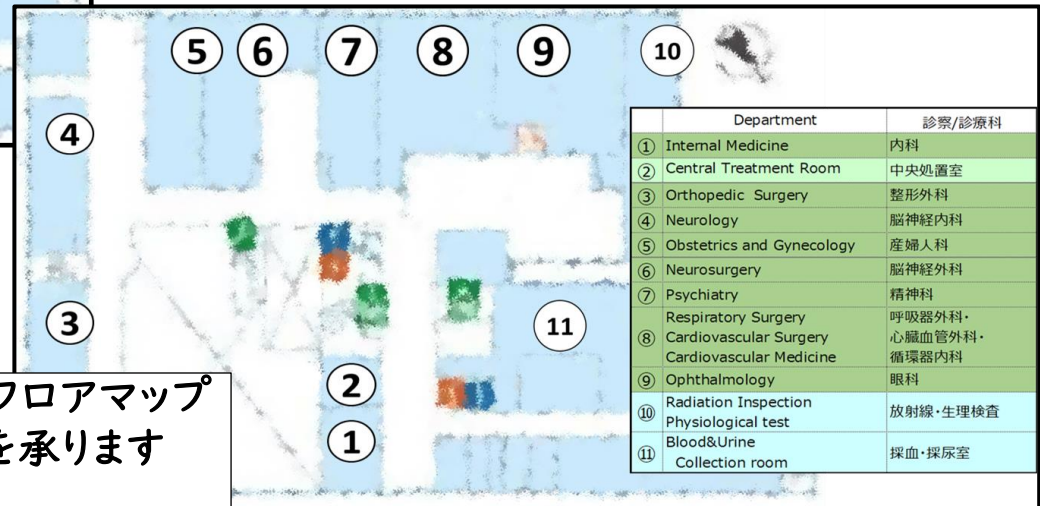 ⑤ ⑥ ⑦ ⑧ ⑨ ⑩
④
③
⑪
②
①
フロアマップ
を承ります
Department 診察/診療科
① Internal Medicine 内科
② Central Treatment Room 中央処置室
③ Orthopedic Surgery 整形外科
④ Neurology 脳神経内科
⑤ Obstetrics and Gynecology 産婦人科
⑥ Neurosurgery 脳神経外科
⑦ Psychiatry 精神科
⑧ Respiratory Surgery 呼吸器外科・
Cardiovascular Surgery 心臓血管外科・
Cardiovascular Medicine 循環器内科
⑨ Ophthalmology 眼科
⑩ Radiation Inspection 放射線・生理検査
Physiological test
⑪ Blood&Urine 採血・採尿室
Collection room